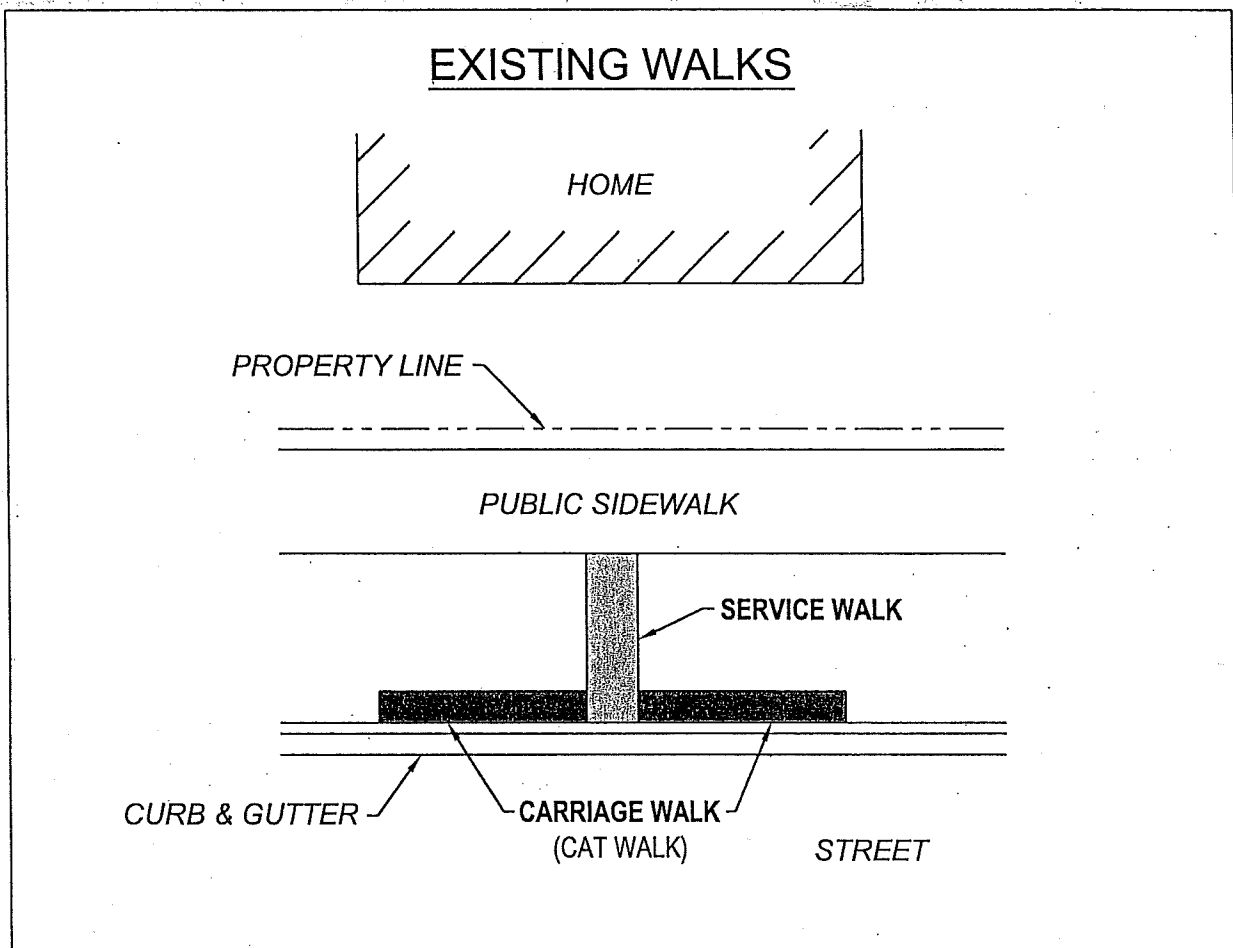 EXISTING WALKS
HOME
PROPERTY LINE
PUBLIC SIDEWALK
SERVICE WALK
CURB & GUTTER
CARRIAGE WALK
(CAT WALK)
STREET